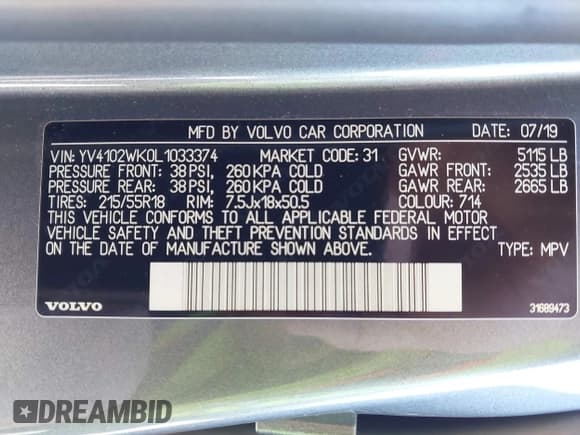 MFD BY VOLVO CAR CORPORATION DATE: 07/19
VIN: YV4102WK0L1033374 MARKET CODE: 31 GVWR: 5115 LB
PRESSURE FRONT: 38 PSI, 260 KPA COLD GAWR FRONT: 2535 LB
PRESSURE REAR: 38 PSI, 260 KPA COLD GAWR REAR: 2665 LB
TIRES: 215/55R18 RIM: 7.5Jx18x50.5 COLOUR: 714
THIS VEHICLE CONFORMS TO ALL APPLICABLE FEDERAL MOTOR
VEHICLE SAFETY AND THEFT PREVENTION STANDARDS IN EFFECT
ON THE DATE OF MANUFACTURE SHOWN ABOVE. TYPE: MPV
VOLVO 31689473
DREAMBID